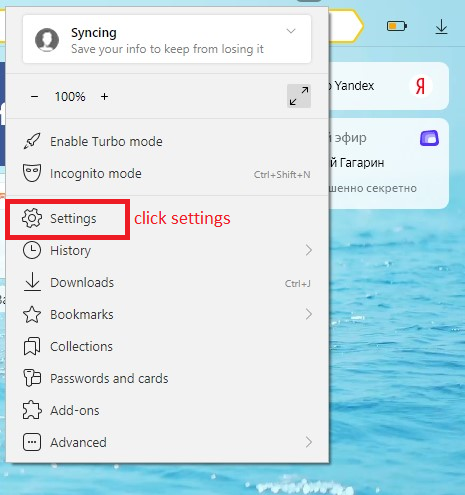 Syncing
Save your info to keep from losing it
− 100% +
Yandex
Я
Enable Turbo mode
эфир
Incognito mode Ctrl+Shift+N
й Гагарин
шенно секретно
Settings click settings
History
Downloads Ctrl+J
Bookmarks
Collections
Passwords and cards
Add-ons
Advanced